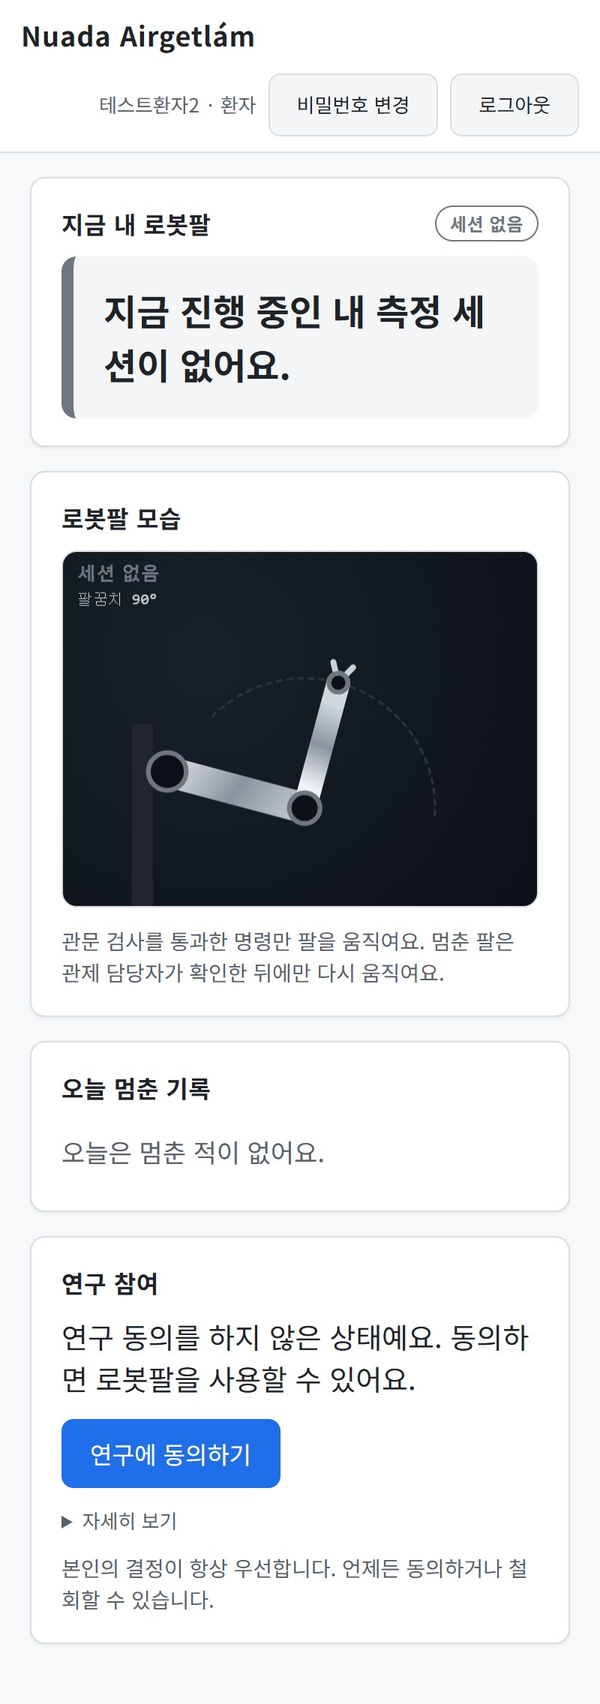 Nuada Airgetlám
테스트환자2 · 환자 비밀번호 변경 로그아웃
지금 내 로봇팔 세션 없음
지금 진행 중인 내 측정 세
션이 없어요.
로봇팔 모습
세션 없음
팔꿈치 90°
관문 검사를 통과한 명령만 팔을 움직여요. 멈춘 팔은
관제 담당자가 확인한 뒤에만 다시 움직여요.
오늘 멈춘 기록
오늘은 멈춘 적이 없어요.
연구 참여
연구 동의를 하지 않은 상태예요. 동의하
면 로봇팔을 사용할 수 있어요.
연구에 동의하기
▶ 자세히 보기
본인의 결정이 항상 우선합니다. 언제든 동의하거나 철
회할 수 있습니다.